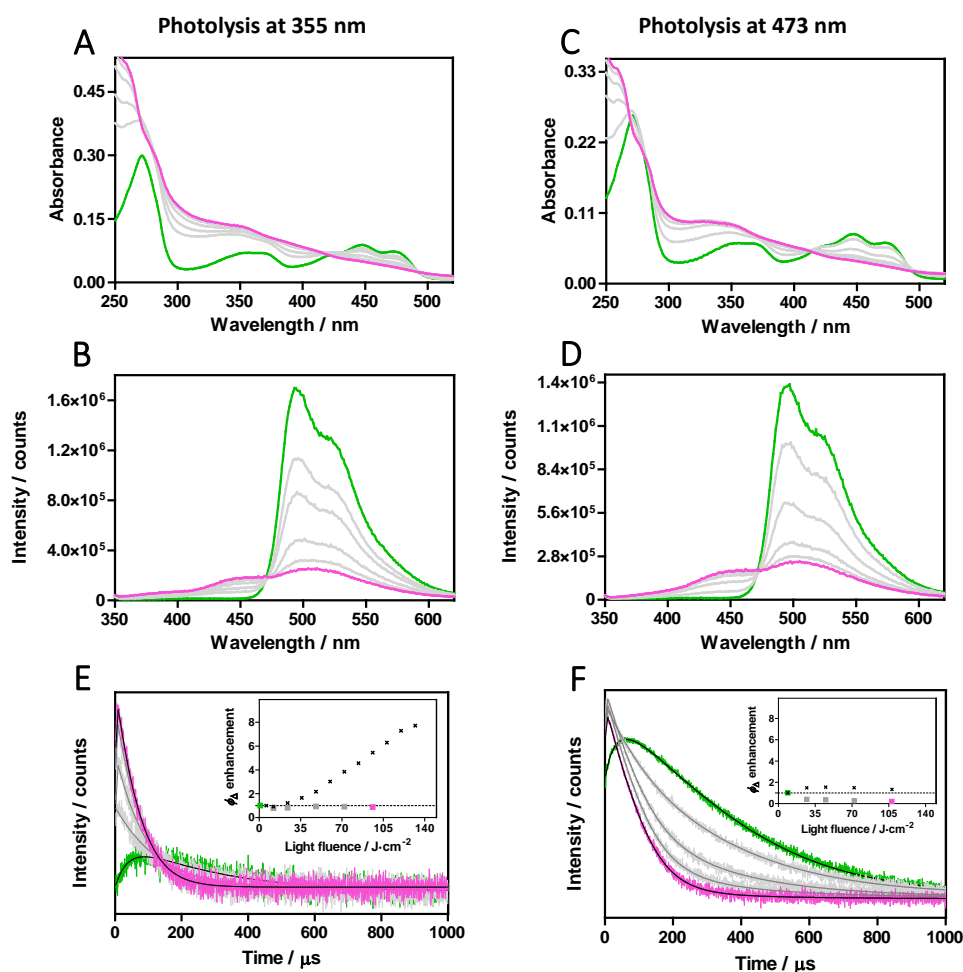 Photolysis at 355 nm
Photolysis at 473 nm
A
0.45
0.30
0.15
0.00
Absorbance
250 300 350 400 450 500
Wavelength / nm
C
0.33
0.22
0.11
0.00
Absorbance
250 300 350 400 450 500
Wavelength / nm
B
1.6×10⁶
1.2×10⁶
8.0×10⁵
4.0×10⁵
0
Intensity / counts
350 400 450 500 550 600
Wavelength / nm
D
1.4×10⁶
1.1×10⁶
8.4×10⁵
5.6×10⁵
2.8×10⁵
0
Intensity / counts
350 400 450 500 550 600
Wavelength / nm
E
Intensity / counts
0 200 400 600 800 1000
Time / μs
8
6
4
2
0
ϕΔ enhancement
0 35 70 105 140
Light fluence / J·cm⁻²
F
Intensity / counts
0 200 400 600 800 1000
Time / μs
8
6
4
2
0
ϕΔ enhancement
0 35 70 105 140
Light fluence / J·cm⁻²